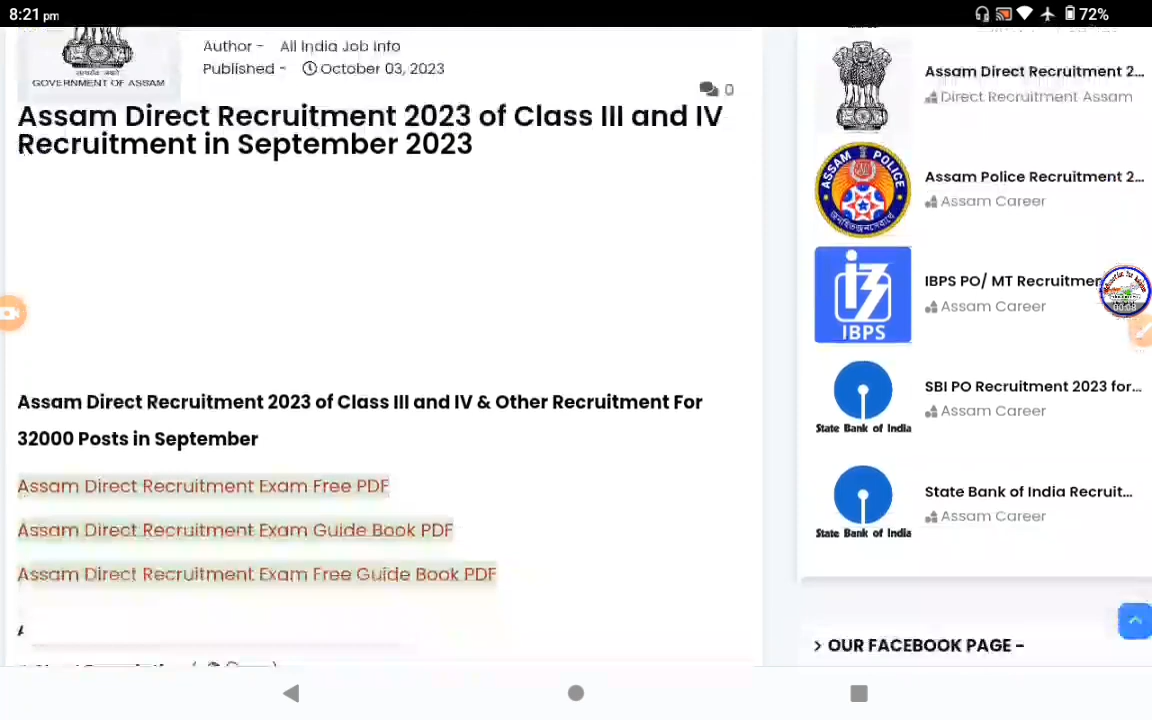 8:21 pm
72%
GOVERNMENT OF ASSAM
Author - All India Job Info
Published - October 03, 2023
0
Assam Direct Recruitment 2023 of Class III and IV
Recruitment in September 2023
Assam Direct Recruitment 2023 of Class III and IV & Other Recruitment For
32000 Posts in September
Assam Direct Recruitment Exam Free PDF
Assam Direct Recruitment Exam Guide Book PDF
Assam Direct Recruitment Exam Free Guide Book PDF
Assam Direct Recruitment 2...
Direct Recruitment Assam
ASSAM POLICE
Assam Police Recruitment 2...
Assam Career
IBPS
IBPS PO/ MT Recruitmen
Assam Career
State Bank of India
SBI PO Recruitment 2023 for...
Assam Career
State Bank of India
State Bank of India Recruit...
Assam Career
> OUR FACEBOOK PAGE -